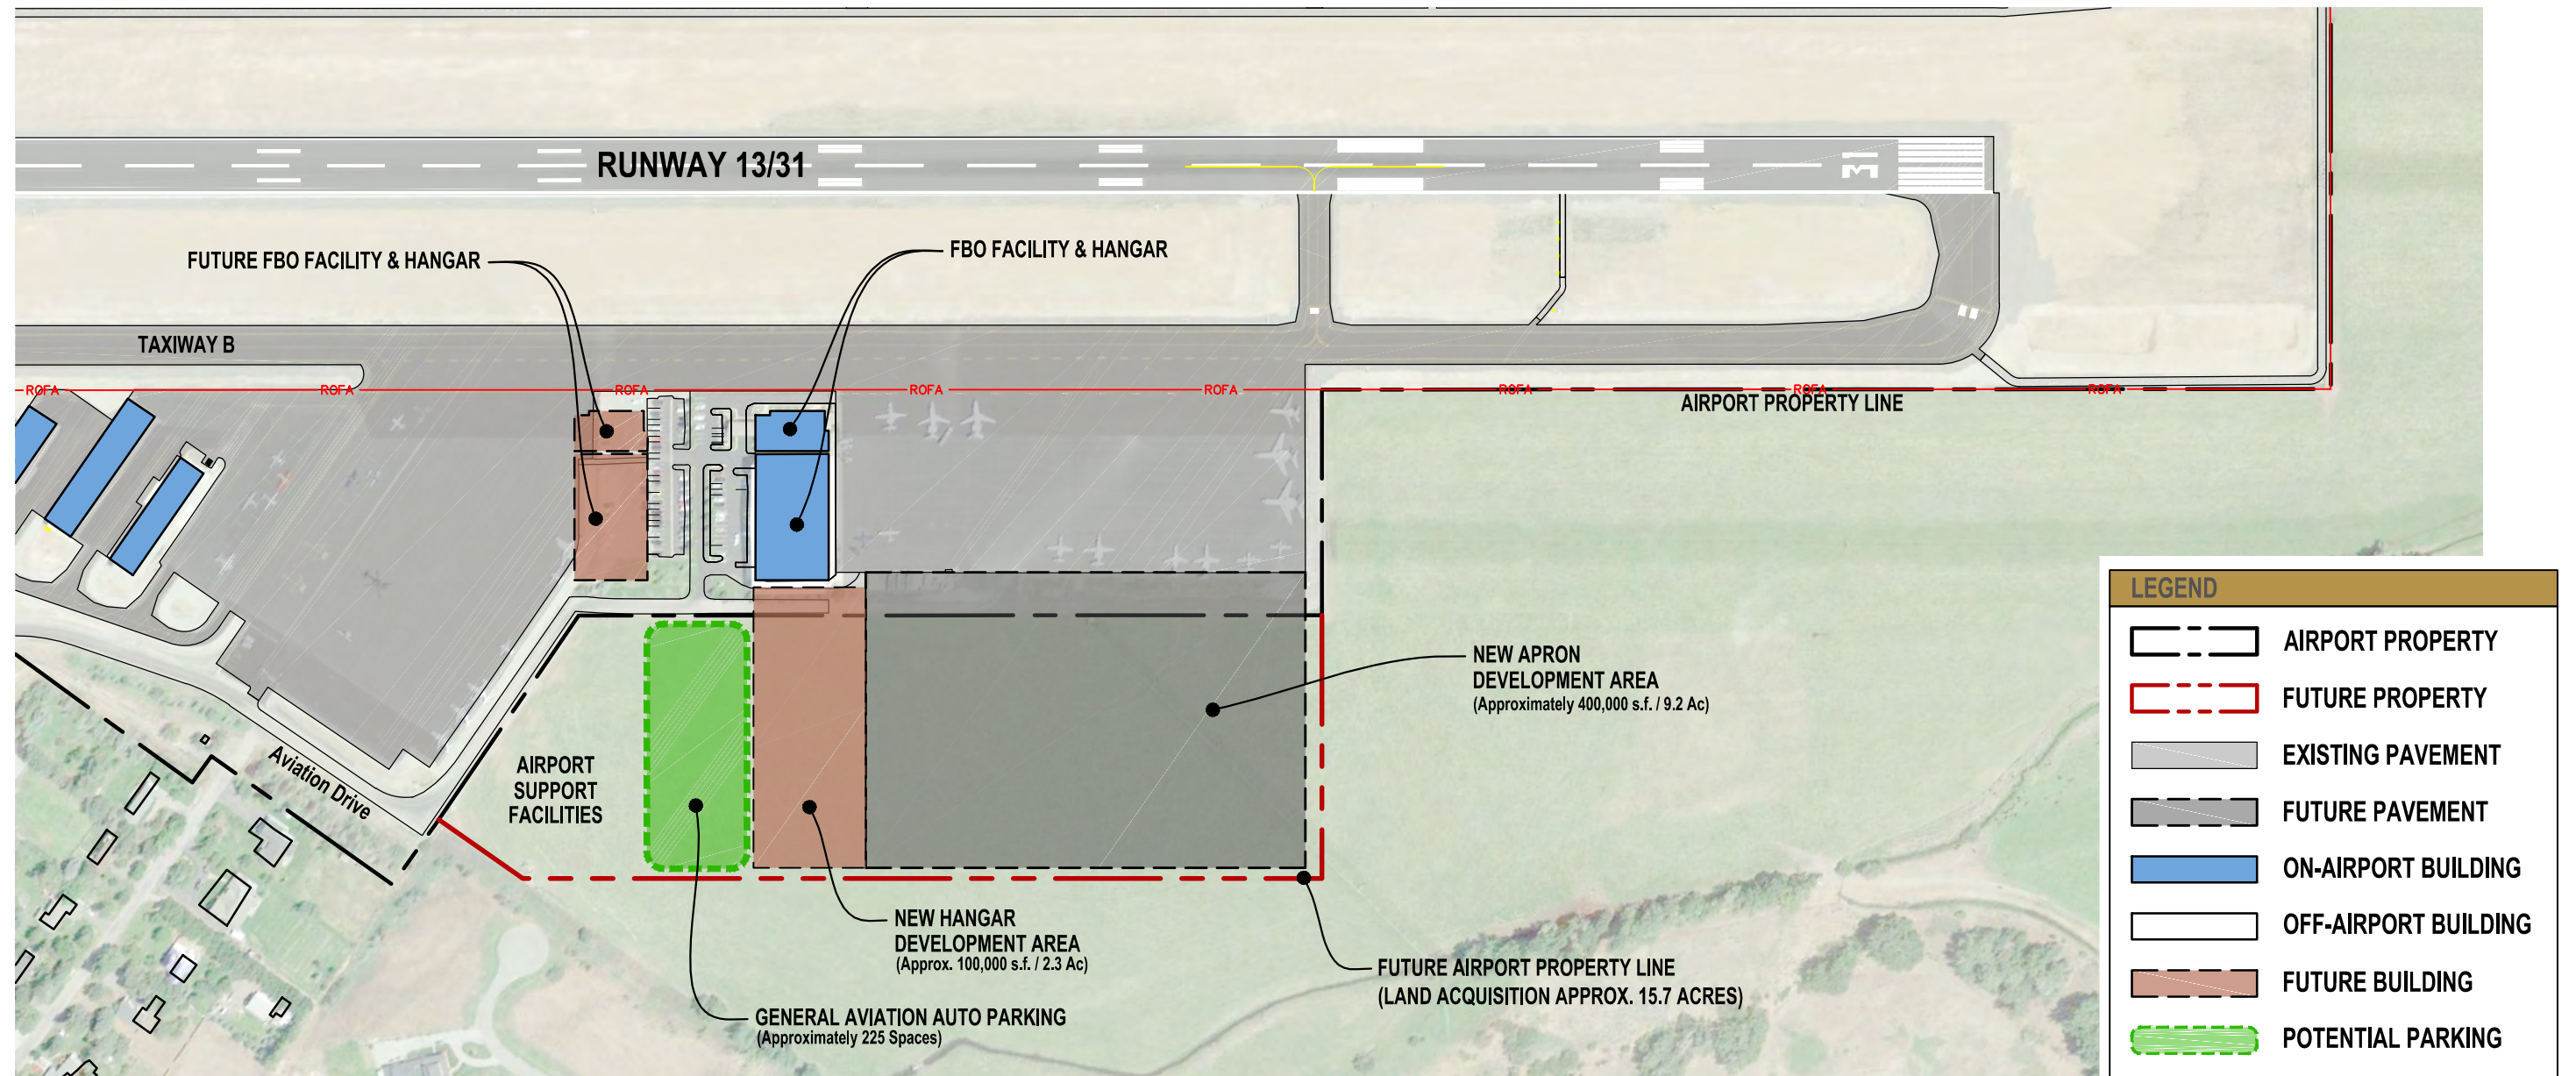 RUNWAY 13/31
31
FUTURE FBO FACILITY & HANGAR
FBO FACILITY & HANGAR
TAXIWAY B
ROFA
ROFA
ROFA
ROFA
ROFA
ROFA
ROFA
ROFA
AIRPORT PROPERTY LINE
LEGEND
AIRPORT PROPERTY
FUTURE PROPERTY
EXISTING PAVEMENT
FUTURE PAVEMENT
ON-AIRPORT BUILDING
OFF-AIRPORT BUILDING
FUTURE BUILDING
POTENTIAL PARKING
NEW APRON
DEVELOPMENT AREA
(Approximately 400,000 s.f. / 9.2 Ac)
AIRPORT
SUPPORT
FACILITIES
Aviation Drive
NEW HANGAR
DEVELOPMENT AREA
(Approx. 100,000 s.f. / 2.3 Ac)
FUTURE AIRPORT PROPERTY LINE
(LAND ACQUISITION APPROX. 15.7 ACRES)
GENERAL AVIATION AUTO PARKING
(Approximately 225 Spaces)